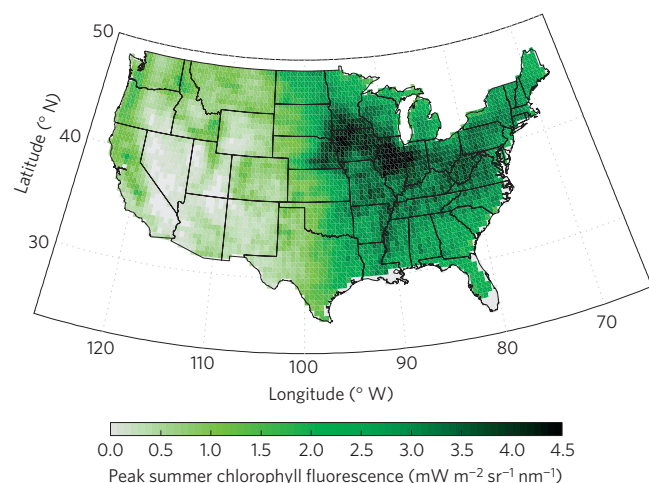 50
40
30
Latitude (° N)
120
110
100
90
80
70
Longitude (° W)
0.0 0.5 1.0 1.5 2.0 2.5 3.0 3.5 4.0 4.5
Peak summer chlorophyll fluorescence (mW m⁻² sr⁻¹ nm⁻¹)